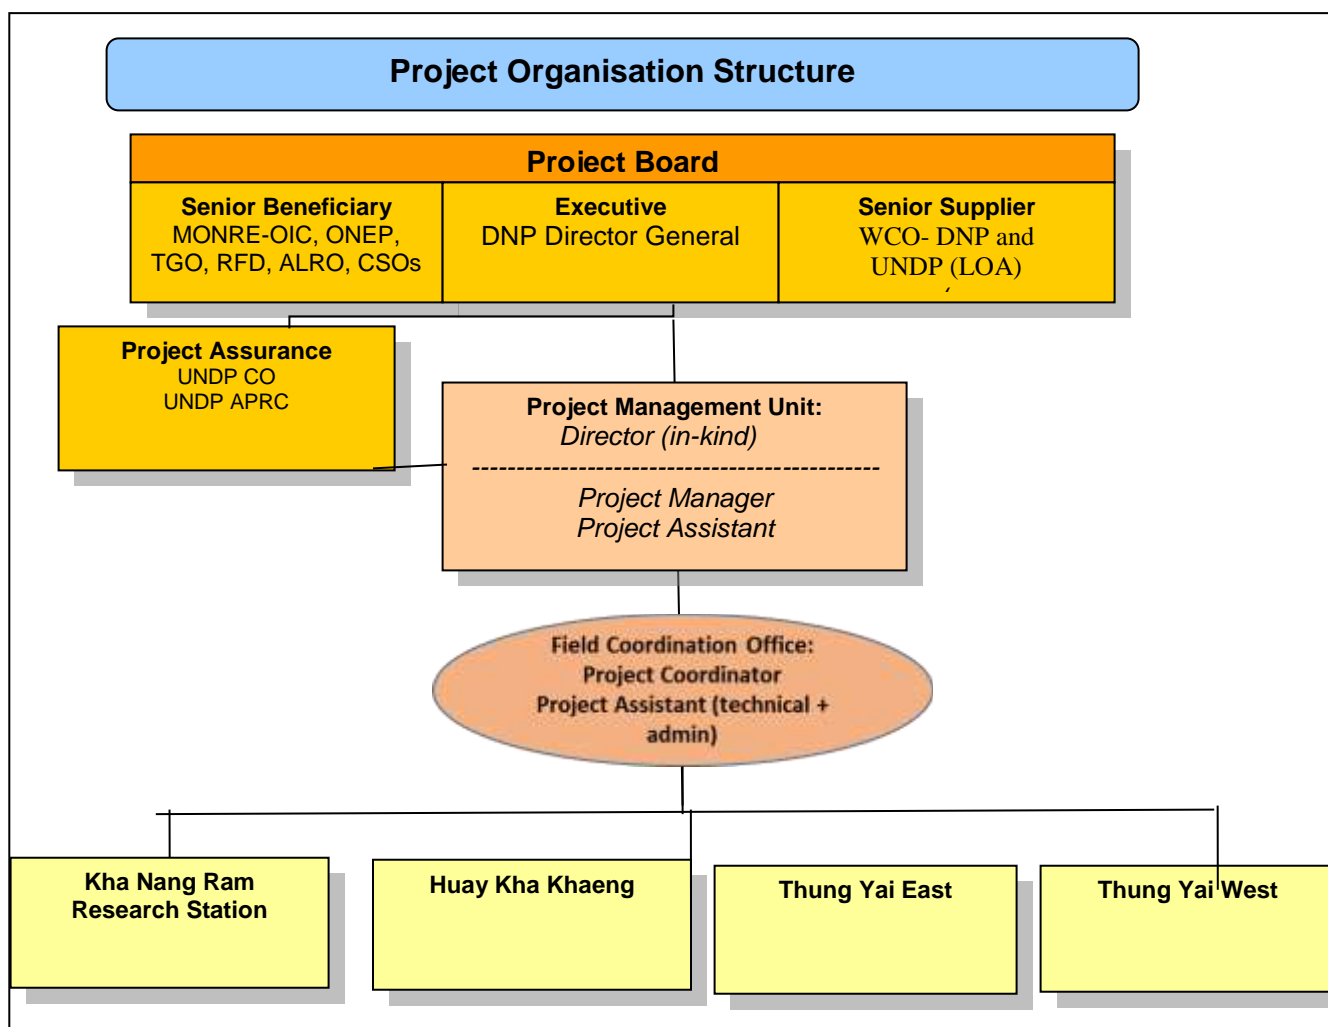 Project Organisation Structure
Project Board
Senior Beneficiary
MONRE-OIC, ONEP,
TGO, RFD, ALRO, CSOs
Executive
DNP Director General
Senior Supplier
WCO- DNP and
UNDP (LOA)
Project Assurance
UNDP CO
UNDP APRC
Project Management Unit:
Director (in-kind)
---------------------------------------------
Project Manager
Project Assistant
Field Coordination Office:
Project Coordinator
Project Assistant (technical +
admin)
Kha Nang Ram
Research Station
Huay Kha Khaeng
Thung Yai East
Thung Yai West